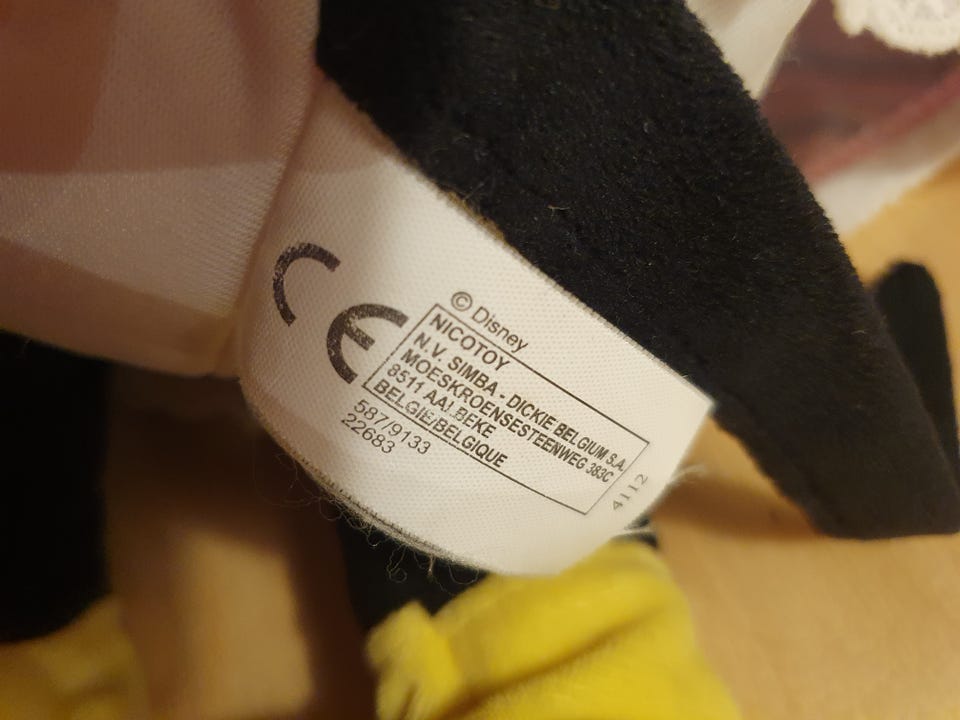 CE
© Disney
NICOTOY
N.V. SIMBA - DICKIE BELGIUM S.A.
MOESKROENSESTEENWEG 383C
8511 AALBEKE
BELGIE/BELGIQUE
587/9133
22683
4112